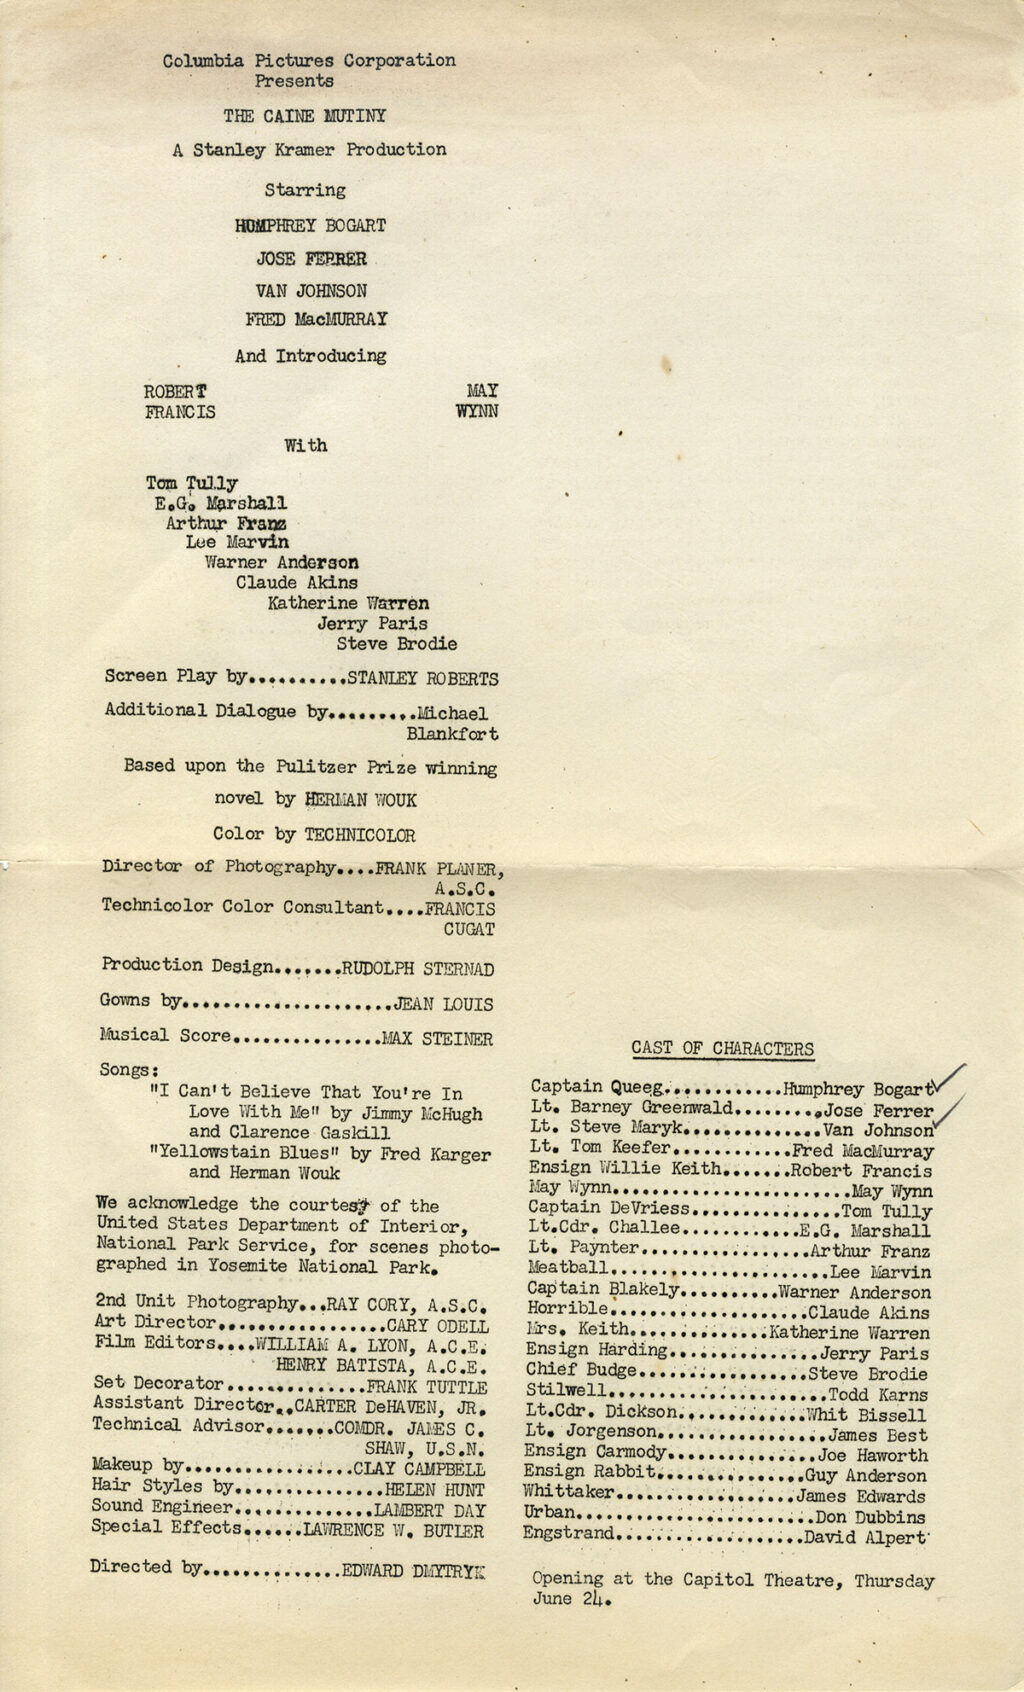 Columbia Pictures Corporation
Presents
THE CAINE MUTINY
A Stanley Kramer Production
Starring
HUMPHREY BOGART
JOSE FERRER
VAN JOHNSON
FRED MacMURRAY
And Introducing
ROBERT MAY
FRANCIS WYNN
With
Tom Tully
E.G. Marshall
Arthur Franz
Lee Marvin
Warner Anderson
Claude Akins
Katherine Warren
Jerry Paris
Steve Brodie
Screen Play by..........STANLEY ROBERTS
Additional Dialogue by.........Michael
Blankfort
Based upon the Pulitzer Prize winning
novel by HERMAN WOUK
Color by TECHNICOLOR
Director of Photography....FRANK PLANER,
A.S.C.
Technicolor Color Consultant....FRANCIS
CUGAT
Production Design.......RUDOLPH STERNAD
Gowns by.....................JEAN LOUIS
Musical Score...............MAX STEINER
Songs:
"I Can't Believe That You're In
Love With Me" by Jimmy McHugh
and Clarence Gaskill
"Yellowstain Blues" by Fred Karger
and Herman Wouk
We acknowledge the courtesy of the
United States Department of Interior,
National Park Service, for scenes photo-
graphed in Yosemite National Park.
2nd Unit Photography...RAY CORY, A.S.C.
Art Director.................CARY ODELL
Film Editors....WILLIAM A. LYON, A.C.E.
HENRY BATISTA, A.C.E.
Set Decorator..............FRANK TUTTLE
Assistant Director..CARTER DeHAVEN, JR.
Technical Advisor.......COMDR. JAMES C.
SHAW, U.S.N.
Makeup by.................CLAY CAMPBELL
Hair Styles by...............HELEN HUNT
Sound Engineer..............LAMBERT DAY
Special Effects......LAWRENCE W. BUTLER
Directed by..............EDWARD DMYTRYK
CAST OF CHARACTERS
Captain Queeg............Humphrey Bogart
Lt. Barney Greenwald.........Jose Ferrer
Lt. Steve Maryk..............Van Johnson
Lt. Tom Keefer............Fred MacMurray
Ensign Willie Keith.......Robert Francis
May Wynn........................May Wynn
Captain DeVriess...............Tom Tully
Lt.Cdr. Challee............E.G. Marshall
Lt. Paynter.................Arthur Franz
Meatball......................Lee Marvin
Captain Blakely..........Warner Anderson
Horrible....................Claude Akins
Mrs. Keith..............Katherine Warren
Ensign Harding...............Jerry Paris
Chief Budge.................Steve Brodie
Stilwell......................Todd Karns
Lt.Cdr. Dickson.............Whit Bissell
Lt. Jorgenson.................James Best
Ensign Carmody...............Joe Haworth
Ensign Rabbit...............Guy Anderson
Whittaker..................James Edwards
Urban........................Don Dubbins
Engstrand...................David Alpert
Opening at the Capitol Theatre, Thursday
June 24.